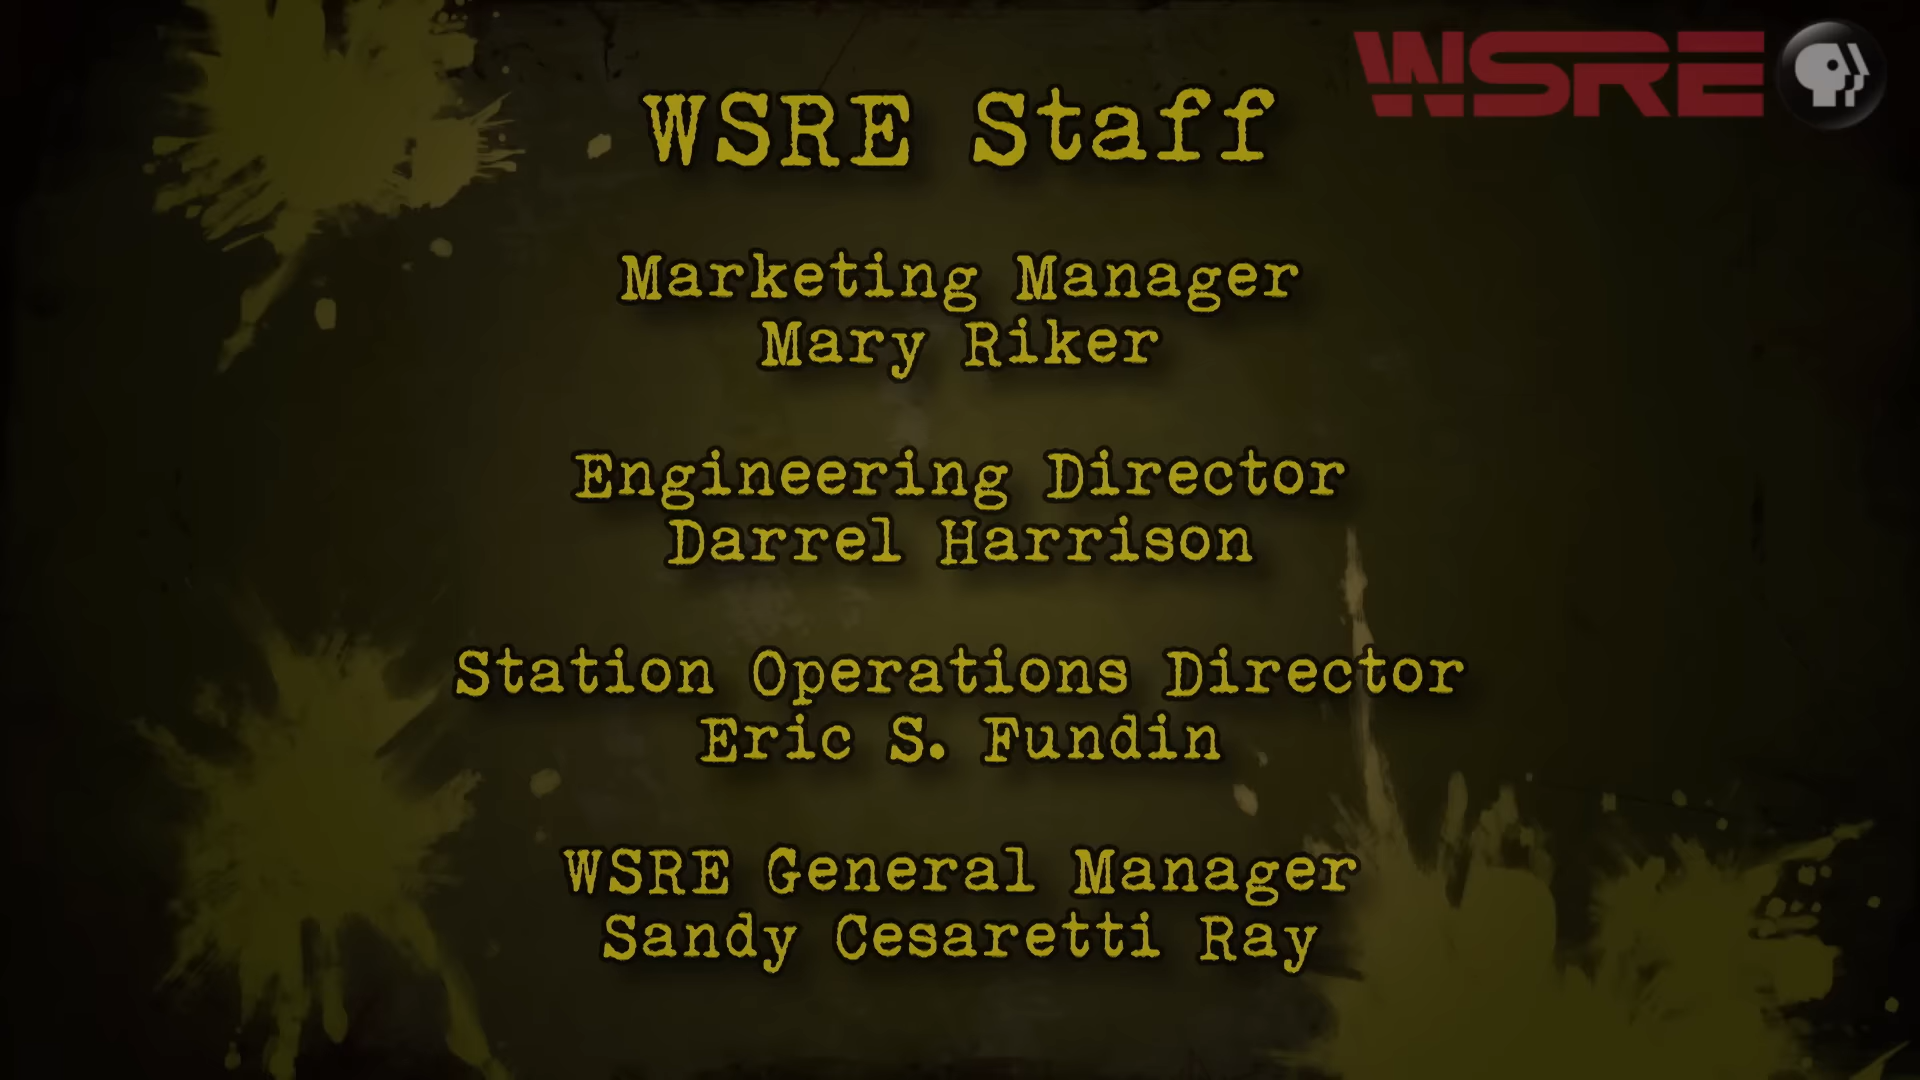 WSRE
WSRE Staff
Marketing Manager
Mary Riker
Engineering Director
Darrel Harrison
Station Operations Director
Eric S. Fundin
WSRE General Manager
Sandy Cesaretti Ray